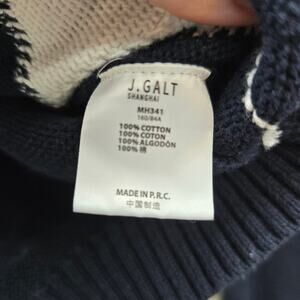 J.GALT
SHANGHAI
MH341
160/84A
100% COTTON
100% COTON
100% ALGODÓN
100% 棉
MADE IN P.R.C.
中国制造